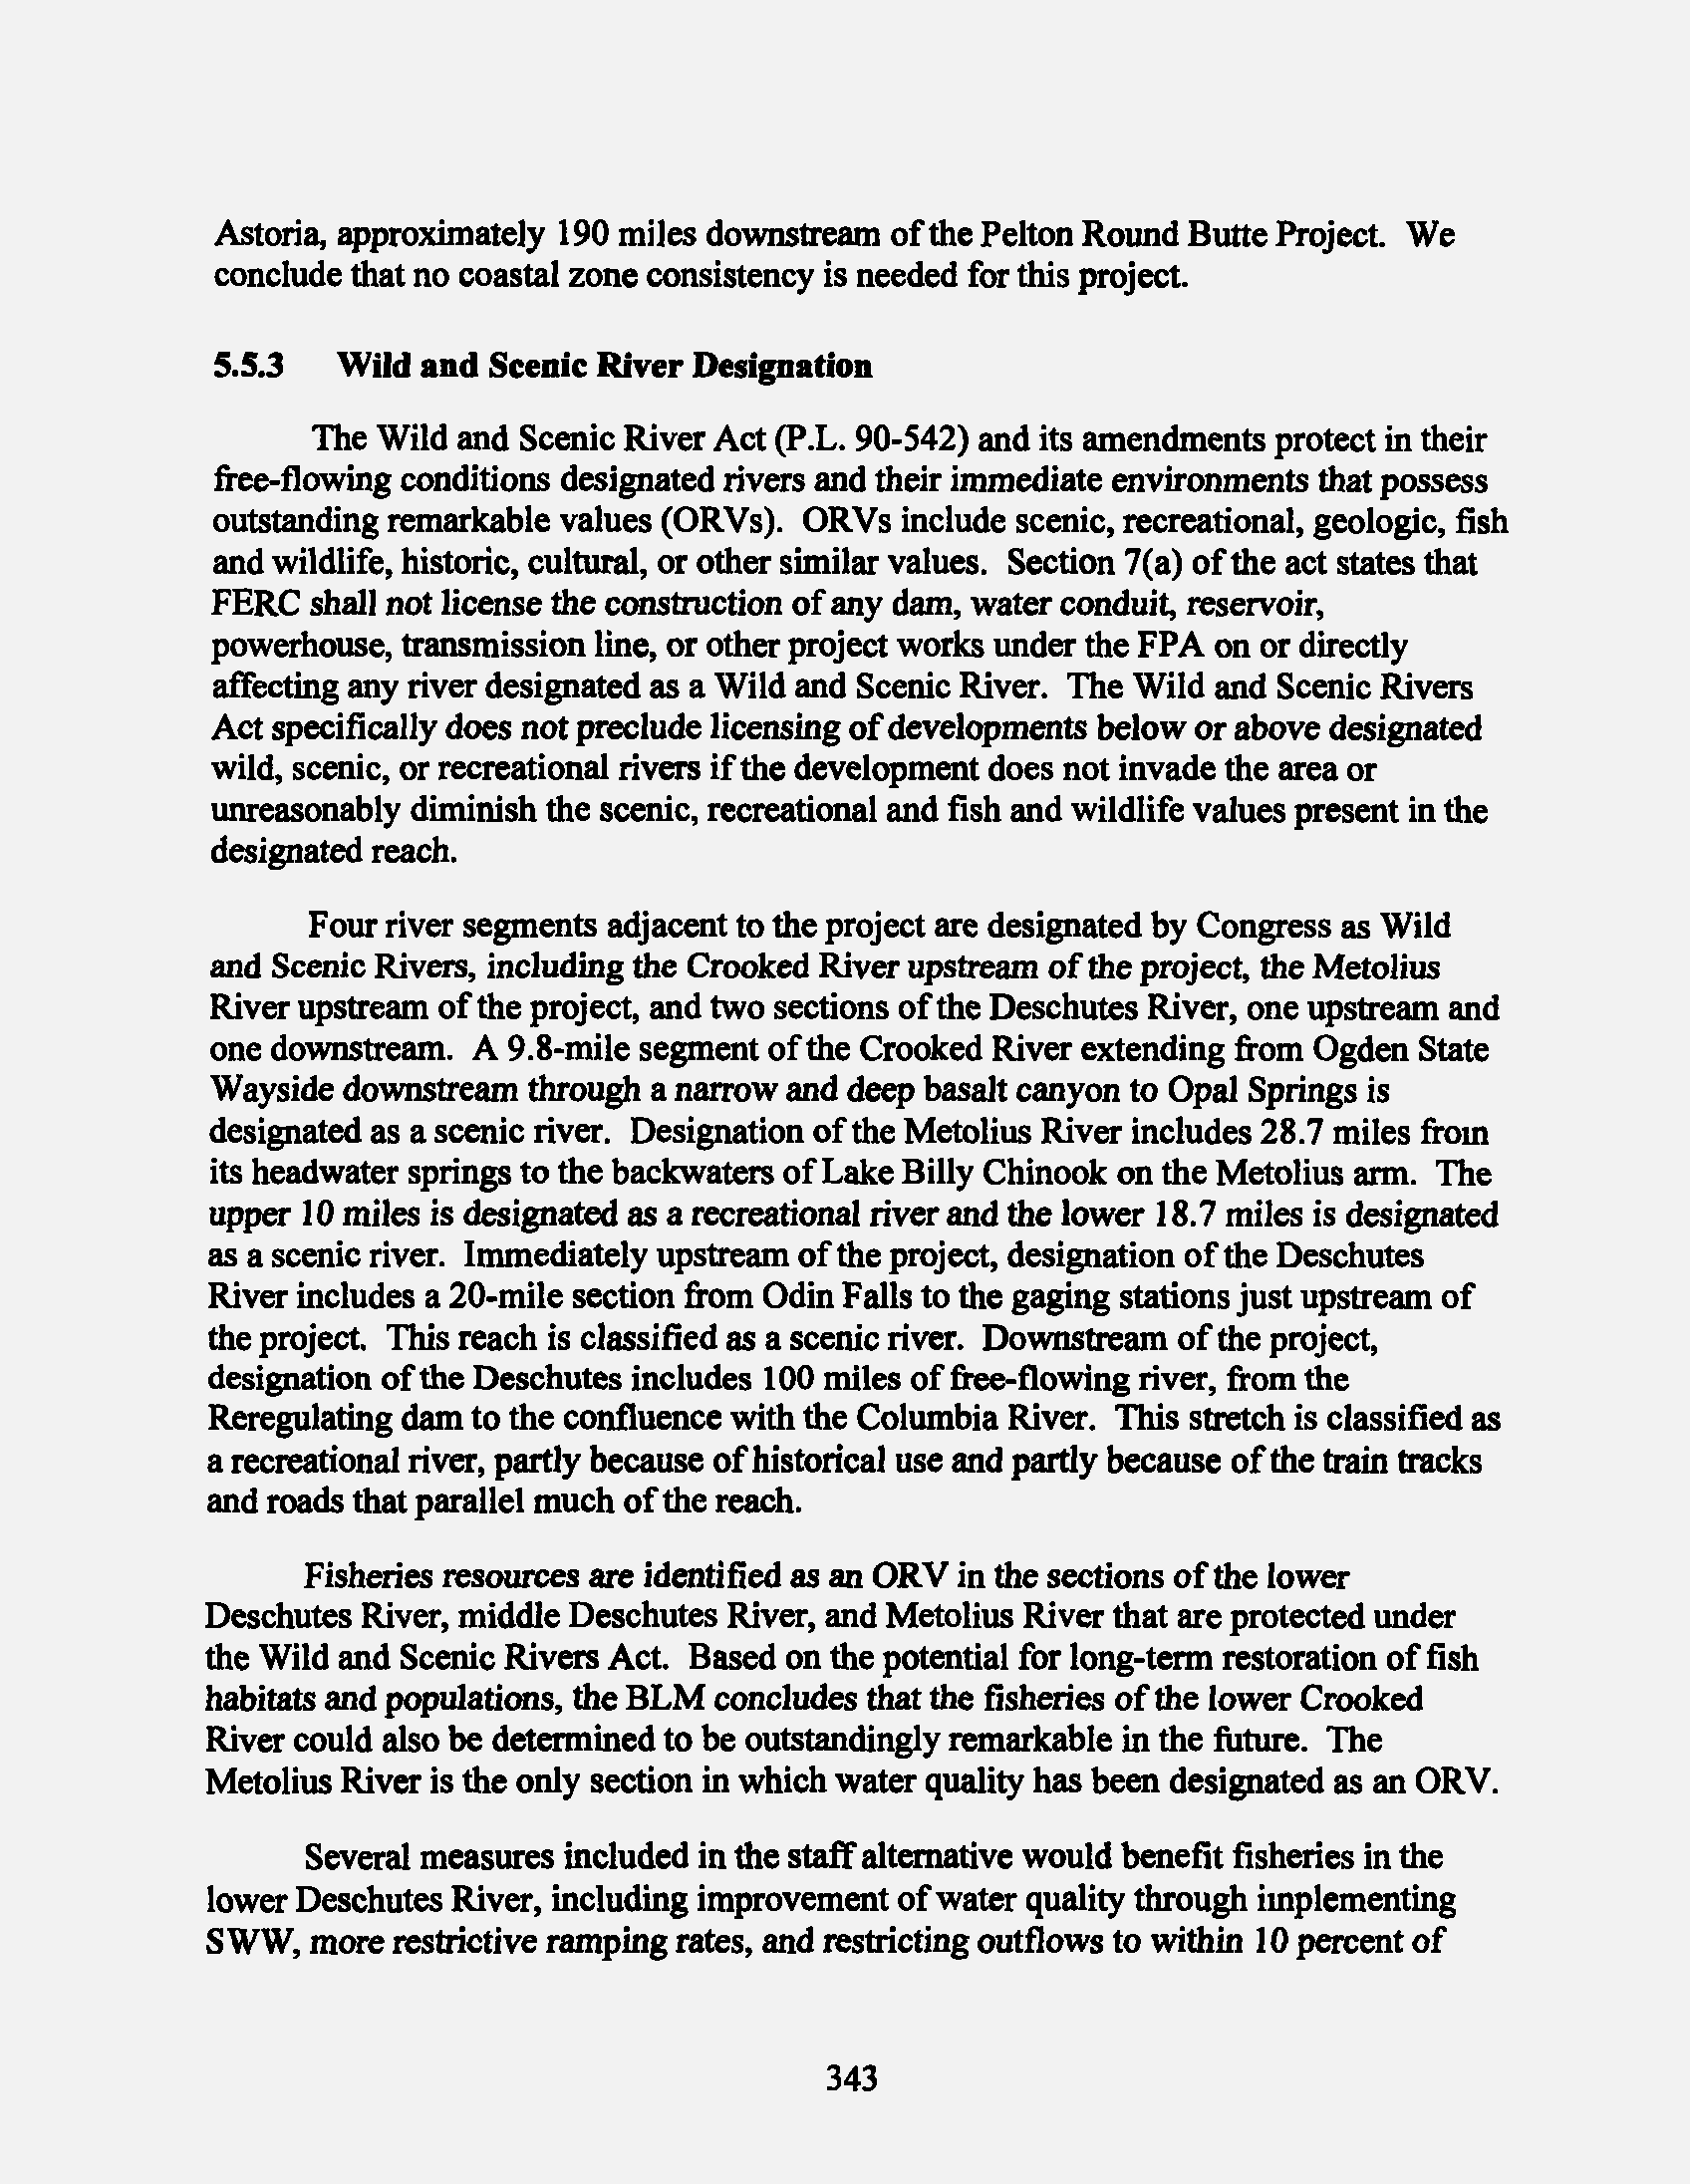 Astoria, approximately 190 miles downstream of the Pelton Round Butte Project. We
conclude that no coastal zone consistency is needed for this project.
5.5.3 Wild and Scenic River Designation
The Wild and Scenic River Act (P.L. 90-542) and its amendments protect in their
free-flowing conditions designated rivers and their immediate environments that possess
outstanding remarkable values (ORVs). ORVs include scenic, recreational, geologic, fish
and wildlife, historic, cultural, or other similar values. Section 7(a) of the act states that
FERC shall not license the construction of any dam, water conduit, reservoir,
powerhouse, transmission line, or other project works under the FPA on or directly
affecting any river designated as a Wild and Scenic River. The Wild and Scenic Rivers
Act specifically does not preclude licensing of developments below or above designated
wild, scenic, or recreational rivers if the development does not invade the area or
unreasonably diminish the scenic, recreational and fish and wildlife values present in the
designated reach.
Four river segments adjacent to the project are designated by Congress as Wild
and Scenic Rivers, including the Crooked River upstream of the project, the Metolius
River upstream of the project, and two sections of the Deschutes River, one upstream and
one downstream. A 9.8-mile segment of the Crooked River extending from Ogden State
Wayside downstream through a narrow and deep basalt canyon to Opal Springs is
designated as a scenic river. Designation of the Metolius River includes 28.7 miles from
its headwater springs to the backwaters of Lake Billy Chinook on the Metolius arm. The
upper 10 miles is designated as a recreational river and the lower 18.7 miles is designated
as a scenic river. Immediately upstream of the project, designation of the Deschutes
River includes a 20-mile section from Odin Falls to the gaging stations just upstream of
the project. This reach is classified as a scenic river. Downstream of the project,
designation of the Deschutes includes 100 miles of free-flowing river, from the
Reregulating dam to the confluence with the Columbia River. This stretch is classified as
a recreational river, partly because of historical use and partly because of the train tracks
and roads that parallel much of the reach.
Fisheries resources are identified as an ORV in the sections of the lower
Deschutes River, middle Deschutes River, and Metolius River that are protected under
the Wild and Scenic Rivers Act. Based on the potential for long-term restoration of fish
habitats and populations, the BLM concludes that the fisheries of the lower Crooked
River could also be determined to be outstandingly remarkable in the future. The
Metolius River is the only section in which water quality has been designated as an ORV.
Several measures included in the staff alternative would benefit fisheries in the
lower Deschutes River, including improvement of water quality through implementing
SWW, more restrictive ramping rates, and restricting outflows to within 10 percent of
343